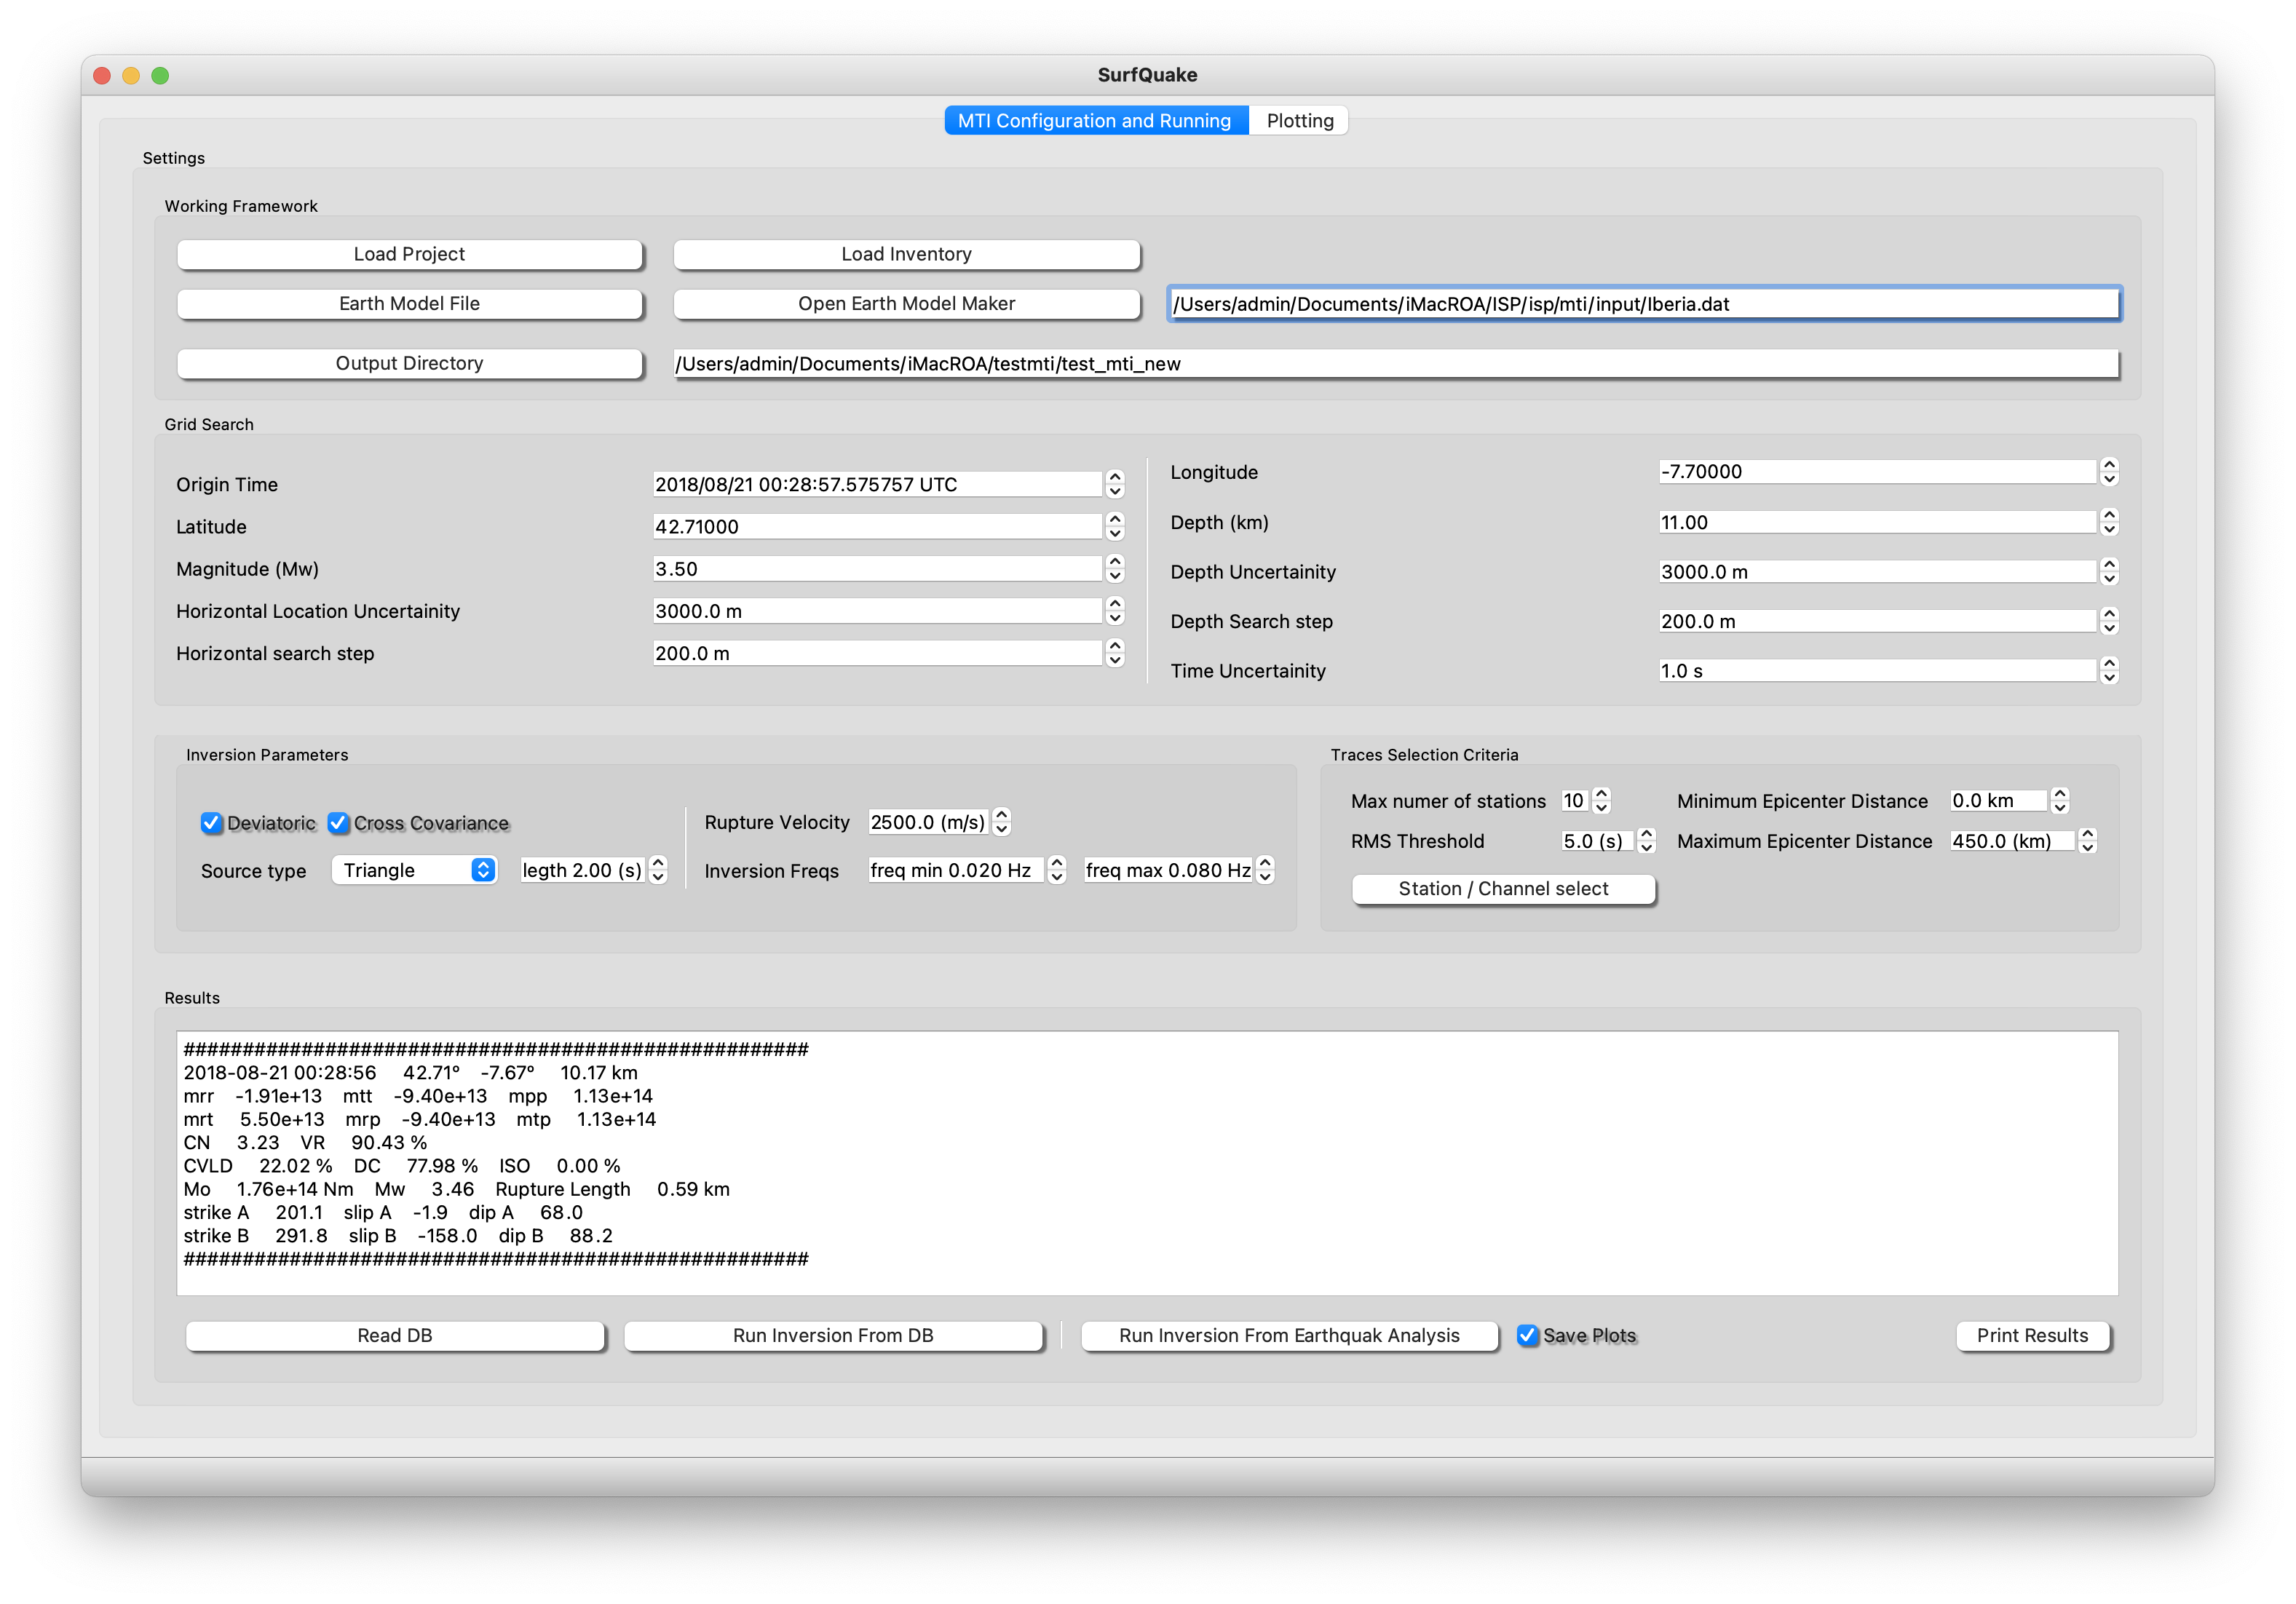 SurfQuake
MTI Configuration and Running Plotting
Settings
Working Framework
Load Project Load Inventory
Earth Model File Open Earth Model Maker /Users/admin/Documents/iMacROA/ISP/isp/mti/input/Iberia.dat
Output Directory /Users/admin/Documents/iMacROA/testmti/test_mti_new
Grid Search
Origin Time 2018/08/21 00:28:57.575757 UTC
Latitude 42.71000
Magnitude (Mw) 3.50
Horizontal Location Uncertainity 3000.0 m
Horizontal search step 200.0 m
Longitude -7.70000
Depth (km) 11.00
Depth Uncertainity 3000.0 m
Depth Search step 200.0 m
Time Uncertainity 1.0 s
Inversion Parameters
Deviatoric Cross Covariance
Source type Triangle legth 2.00 (s)
Rupture Velocity 2500.0 (m/s)
Inversion Freqs freq min 0.020 Hz freq max 0.080 Hz
Traces Selection Criteria
Max numer of stations 10 Minimum Epicenter Distance 0.0 km
RMS Threshold 5.0 (s) Maximum Epicenter Distance 450.0 (km)
Station / Channel select
Results
#####################################################
2018-08-21 00:28:56 42.71° -7.67° 10.17 km
mrr -1.91e+13 mtt -9.40e+13 mpp 1.13e+14
mrt 5.50e+13 mrp -9.40e+13 mtp 1.13e+14
CN 3.23 VR 90.43 %
CVLD 22.02 % DC 77.98 % ISO 0.00 %
Mo 1.76e+14 Nm Mw 3.46 Rupture Length 0.59 km
strike A 201.1 slip A -1.9 dip A 68.0
strike B 291.8 slip B -158.0 dip B 88.2
#####################################################
Read DB Run Inversion From DB Run Inversion From Earthquak Analysis Save Plots Print Results